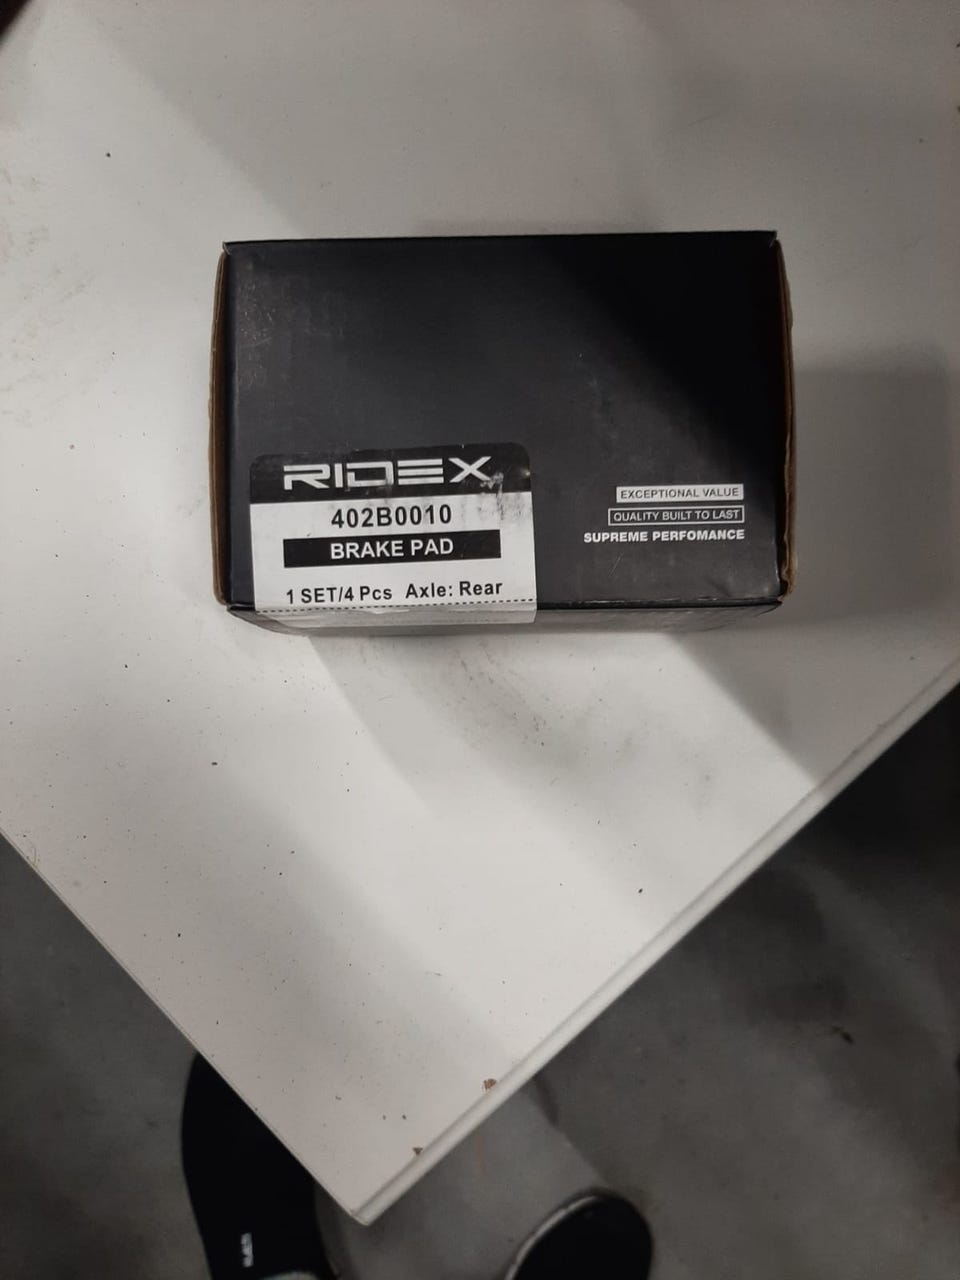 RIDEX
402B0010
BRAKE PAD
1 SET/4 Pcs Axle: Rear
EXCEPTIONAL VALUE
QUALITY BUILT TO LAST
SUPREME PERFOMANCE